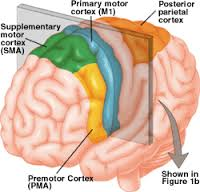 Primary motor
cortex (M1)
Posterior
parietal cortex
Supplementary
motor
cortex
(SMA)
Premotor Cortex
(PMA)
Shown in
Figure 1b